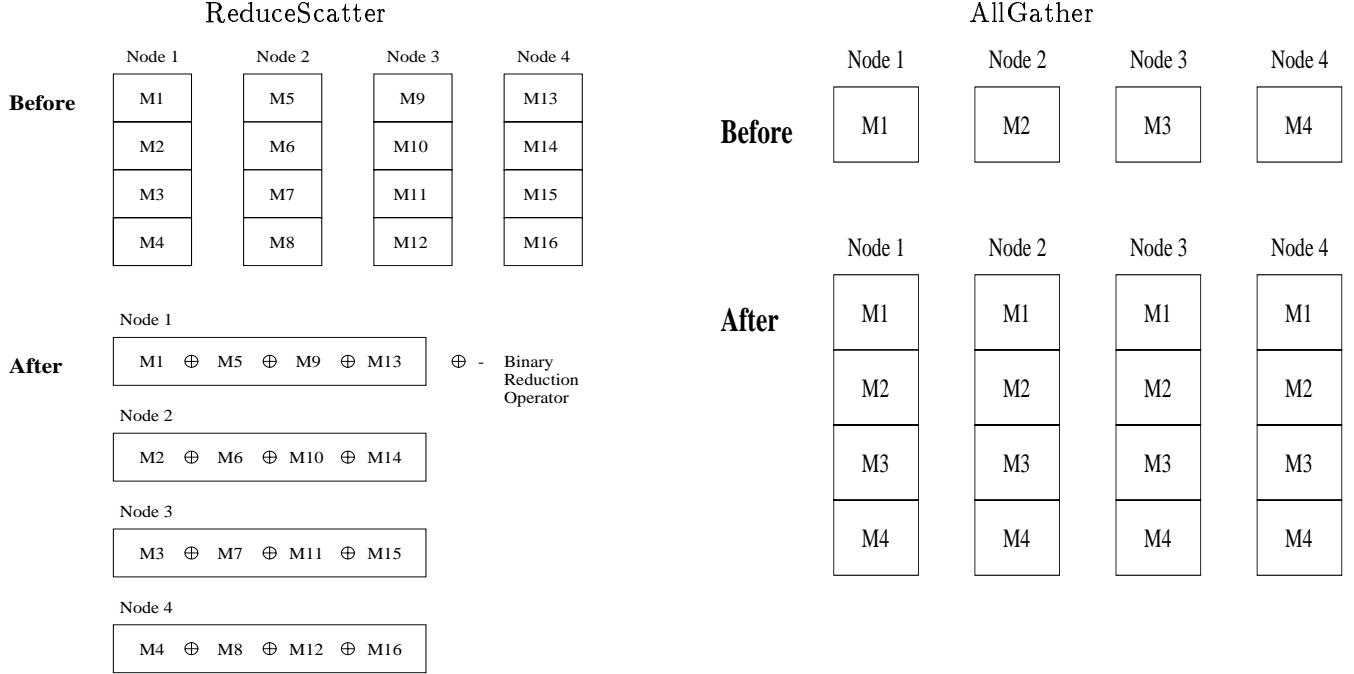 ReduceScatter
Node 1 Node 2 Node 3 Node 4
Before
M1 M5 M9 M13
M2 M6 M10 M14
M3 M7 M11 M15
M4 M8 M12 M16
After
Node 1
M1 ⊕ M5 ⊕ M9 ⊕ M13
⊕ - Binary
Reduction
Operator
Node 2
M2 ⊕ M6 ⊕ M10 ⊕ M14
Node 3
M3 ⊕ M7 ⊕ M11 ⊕ M15
Node 4
M4 ⊕ M8 ⊕ M12 ⊕ M16
AllGather
Node 1 Node 2 Node 3 Node 4
Before
M1 M2 M3 M4
Node 1 Node 2 Node 3 Node 4
After
M1 M1 M1 M1
M2 M2 M2 M2
M3 M3 M3 M3
M4 M4 M4 M4